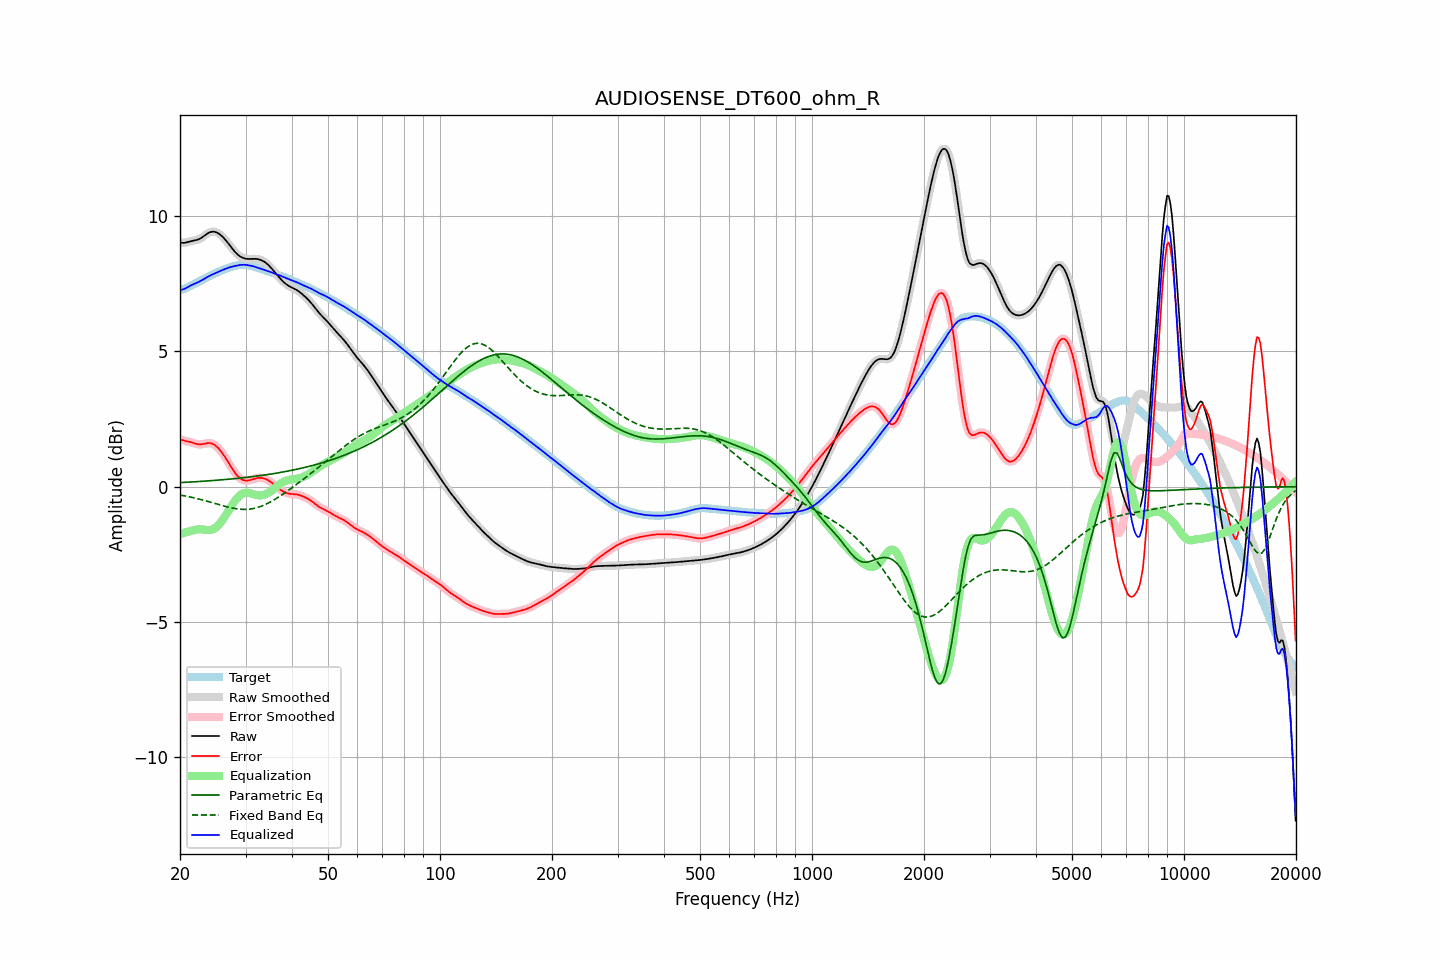 AUDIOSENSE_DT600_ohm_R
Amplitude (dBr)
10
5
0
−5
−10
Target
Raw Smoothed
Error Smoothed
Raw
Error
Equalization
Parametric Eq
Fixed Band Eq
Equalized
20 50 100 200 500 1000 2000 5000 10000 20000
Frequency (Hz)